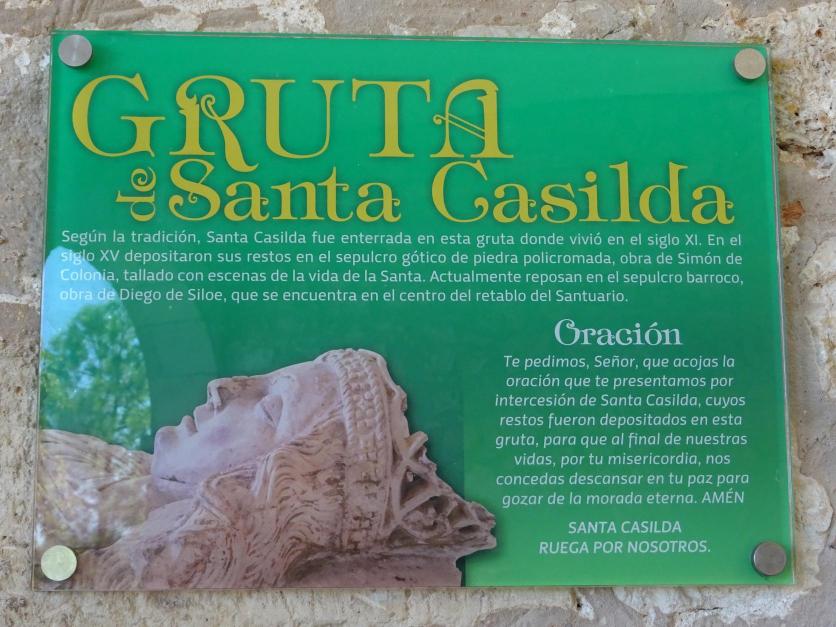 GRUTA
de Santa Casilda
Según la tradición, Santa Casilda fue enterrada en esta gruta donde vivió en el siglo XI. En el
siglo XV depositaron sus restos en el sepulcro gótico de piedra policromada, obra de Simón de
Colonia, tallado con escenas de la vida de la Santa. Actualmente reposan en el sepulcro barroco,
obra de Diego de Siloe, que se encuentra en el centro del retablo del Santuario.
Oración
Te pedimos, Señor, que acojas la
oración que te presentamos por
intercesión de Santa Casilda, cuyos
restos fueron depositados en esta
gruta, para que al final de nuestras
vidas, por tu misericordia, nos
concedas descansar en tu paz para
gozar de la morada eterna. AMÉN
SANTA CASILDA
RUEGA POR NOSOTROS.